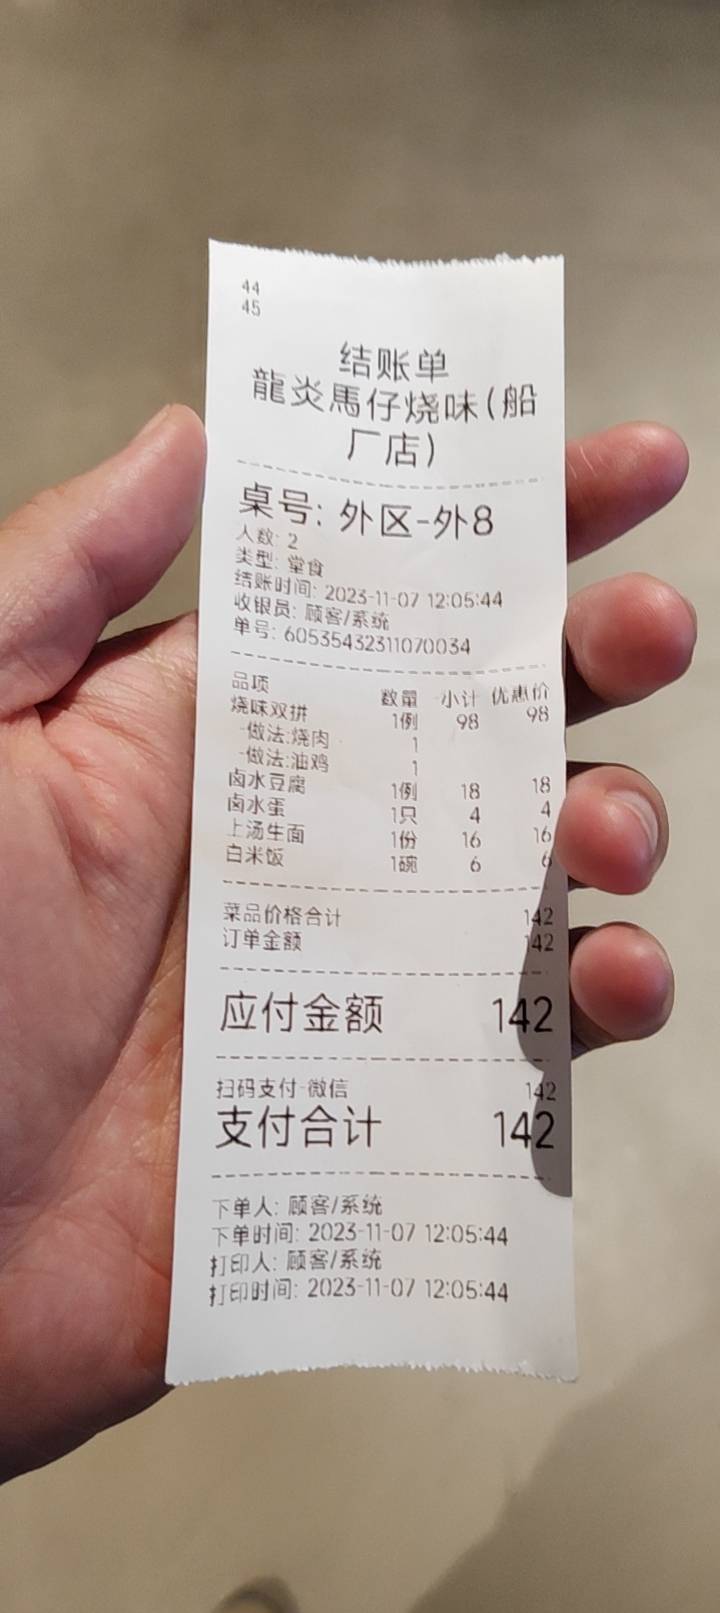 44
45
结账单
龍炎馬仔烧味(船
厂店)
桌号: 外区-外8
人数: 2
类型: 堂食
结账时间: 2023-11-07 12:05:44
收银员: 顾客/系统
单号: 60535432311070034
品项 数量 小计 优惠价
烧味双拼 1例 98 98
-做法:烧肉 1
-做法:油鸡 1
卤水豆腐 1例 18 18
卤水蛋 1只 4 4
上汤生面 1份 16 16
白米饭 1碗 6 6
菜品价格合计 142
订单金额 142
应付金额 142
扫码支付-微信 142
支付合计 142
下单人: 顾客/系统
下单时间: 2023-11-07 12:05:44
打印人: 顾客/系统
打印时间: 2023-11-07 12:05:44